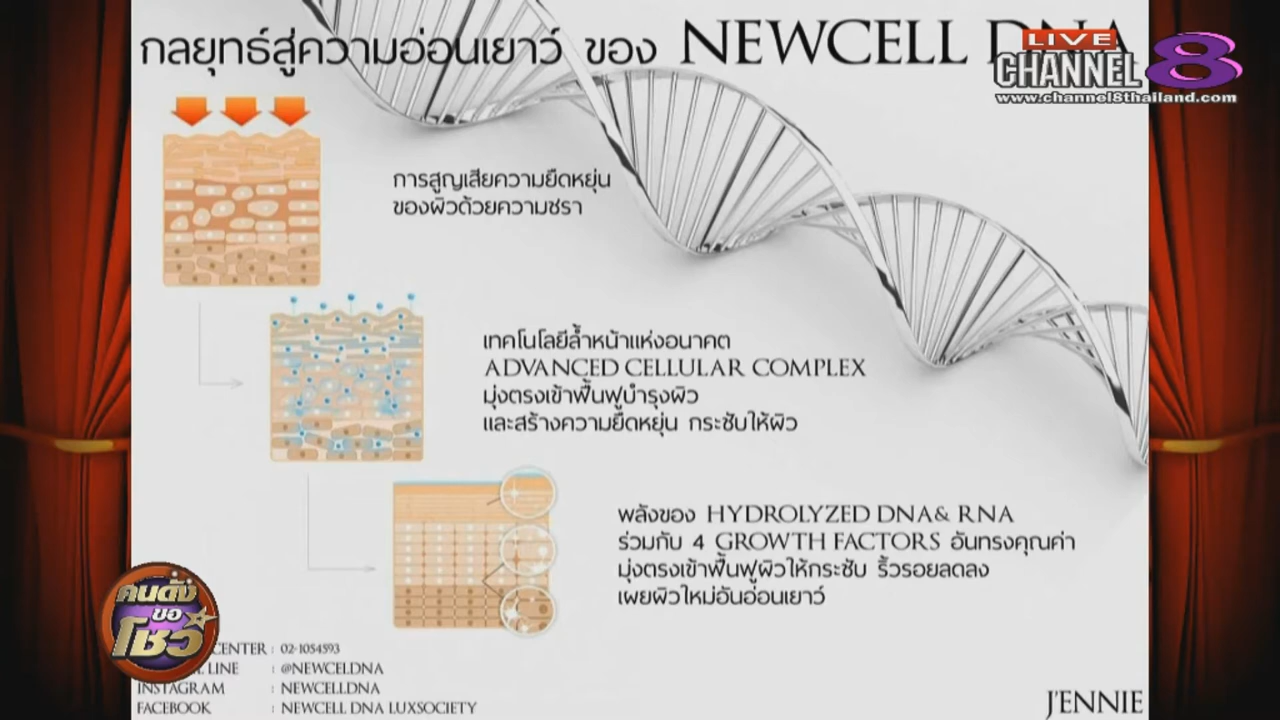 กลยุทธ์สู่ความอ่อนเยาว์ ของ NEWCELL DNA
LIVE
CHANNEL 8
www.channel8thailand.com
การสูญเสียความยืดหยุ่น
ของผิวด้วยความชรา
เทคโนโลยีล้ำหน้าแห่งอนาคต
ADVANCED CELLULAR COMPLEX
มุ่งตรงเข้าฟื้นฟูบำรุงผิว
และสร้างความยืดหยุ่น กระชับให้ผิว
พลังของ HYDROLYZED DNA& RNA
ร่วมกับ 4 GROWTH FACTORS อันทรงคุณค่า
มุ่งตรงเข้าฟื้นฟูผิวให้กระชับ ริ้วรอยลดลง
เผยผิวใหม่อันอ่อนเยาว์
คนดัง
ขอ
โชว์
CENTER : 02-1054593
LINE : @NEWCELDNA
INSTAGRAM : NEWCELLDNA
FACEBOOK : NEWCELL DNA LUXSOCIETY
J'ENNIE